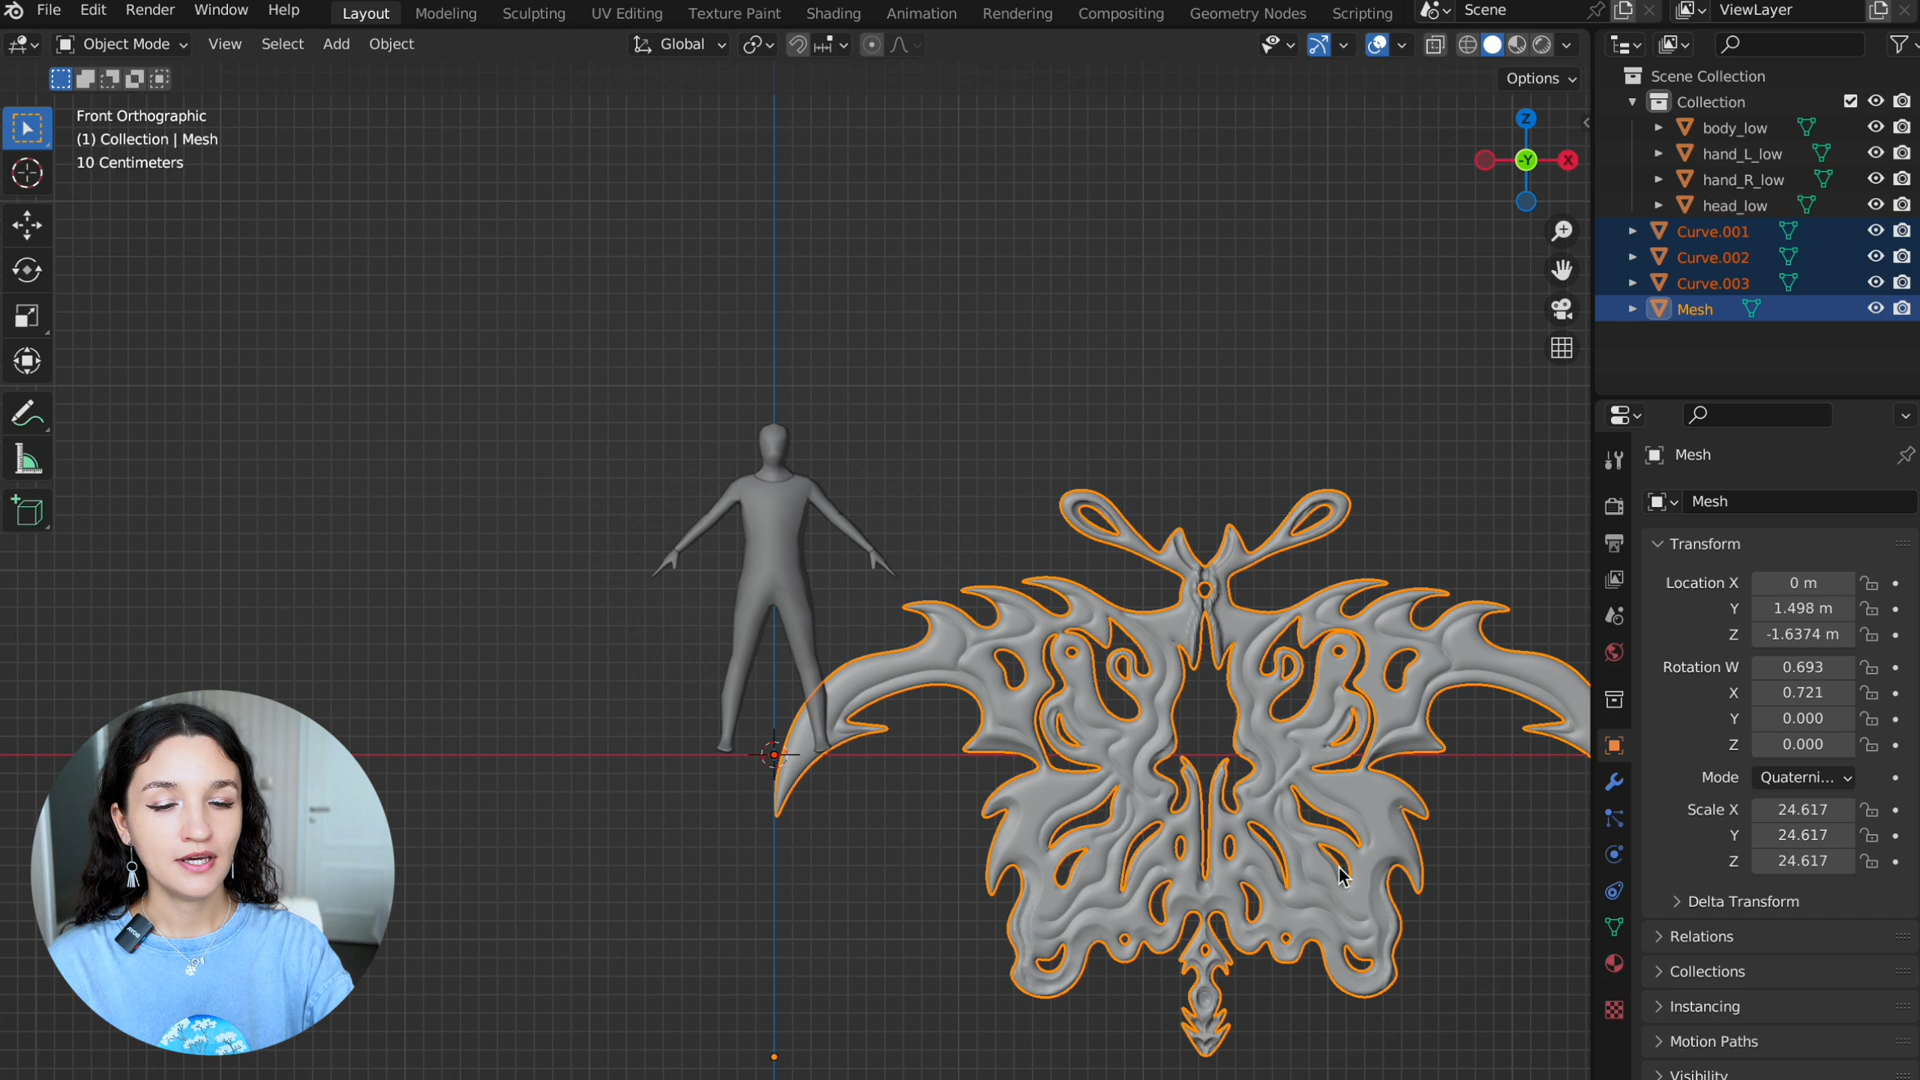 File Edit Render Window Help Layout Modeling Sculpting UV Editing Texture Paint Shading Animation Rendering Compositing Geometry Nodes Scripting Scene ViewLayer
Object Mode View Select Add Object Global
Options
Front Orthographic
(1) Collection | Mesh
10 Centimeters
Z
-Y
X
Scene Collection
Collection
body_low
hand_L_low
hand_R_low
head_low
Curve.001
Curve.002
Curve.003
Mesh
Mesh
Mesh
Transform
Location X 0 m
Y 1.498 m
Z -1.6374 m
Rotation W 0.693
X 0.721
Y 0.000
Z 0.000
Mode Quaterni...
Scale X 24.617
Y 24.617
Z 24.617
Delta Transform
Relations
Collections
Instancing
Motion Paths
Visibility